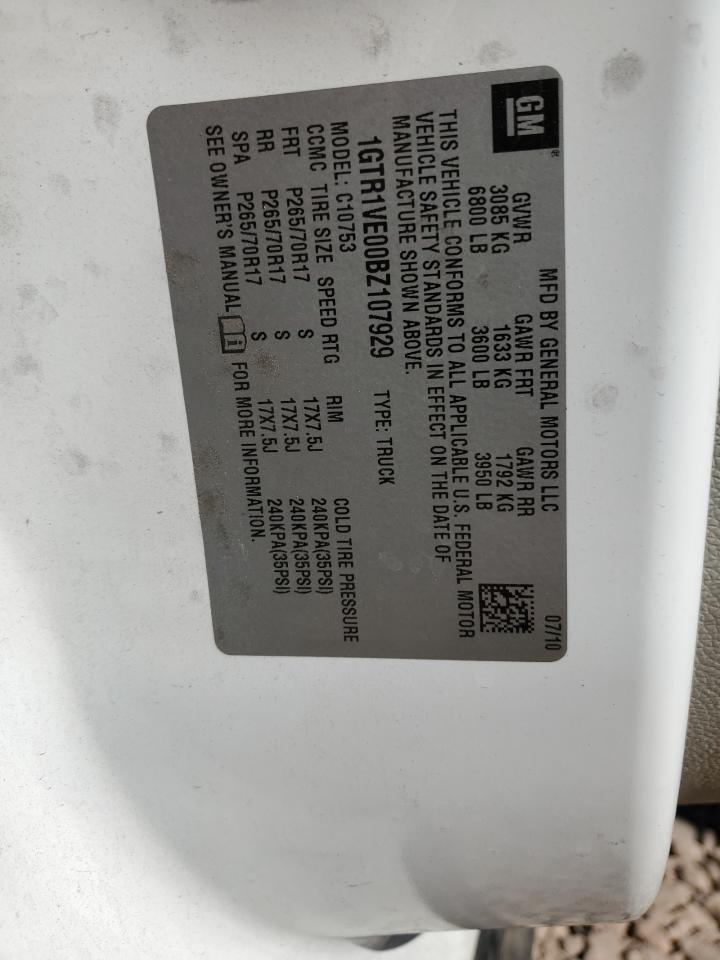 GM®
MFD BY GENERAL MOTORS LLC 07/10
GVWR GAWR FRT GAWR RR
3085 KG 1633 KG 1792 KG
6800 LB 3600 LB 3950 LB
THIS VEHICLE CONFORMS TO ALL APPLICABLE U.S. FEDERAL MOTOR
VEHICLE SAFETY STANDARDS IN EFFECT ON THE DATE OF
MANUFACTURE SHOWN ABOVE.
1GTR1VE00BZ107929 TYPE: TRUCK
MODEL: C10753
CCMC TIRE SIZE SPEED RTG RIM COLD TIRE PRESSURE
FRT P265/70R17 S 17X7.5J 240KPA(35PSI)
RR P265/70R17 S 17X7.5J 240KPA(35PSI)
SPA P265/70R17 S 17X7.5J 240KPA(35PSI)
SEE OWNER'S MANUAL i FOR MORE INFORMATION.